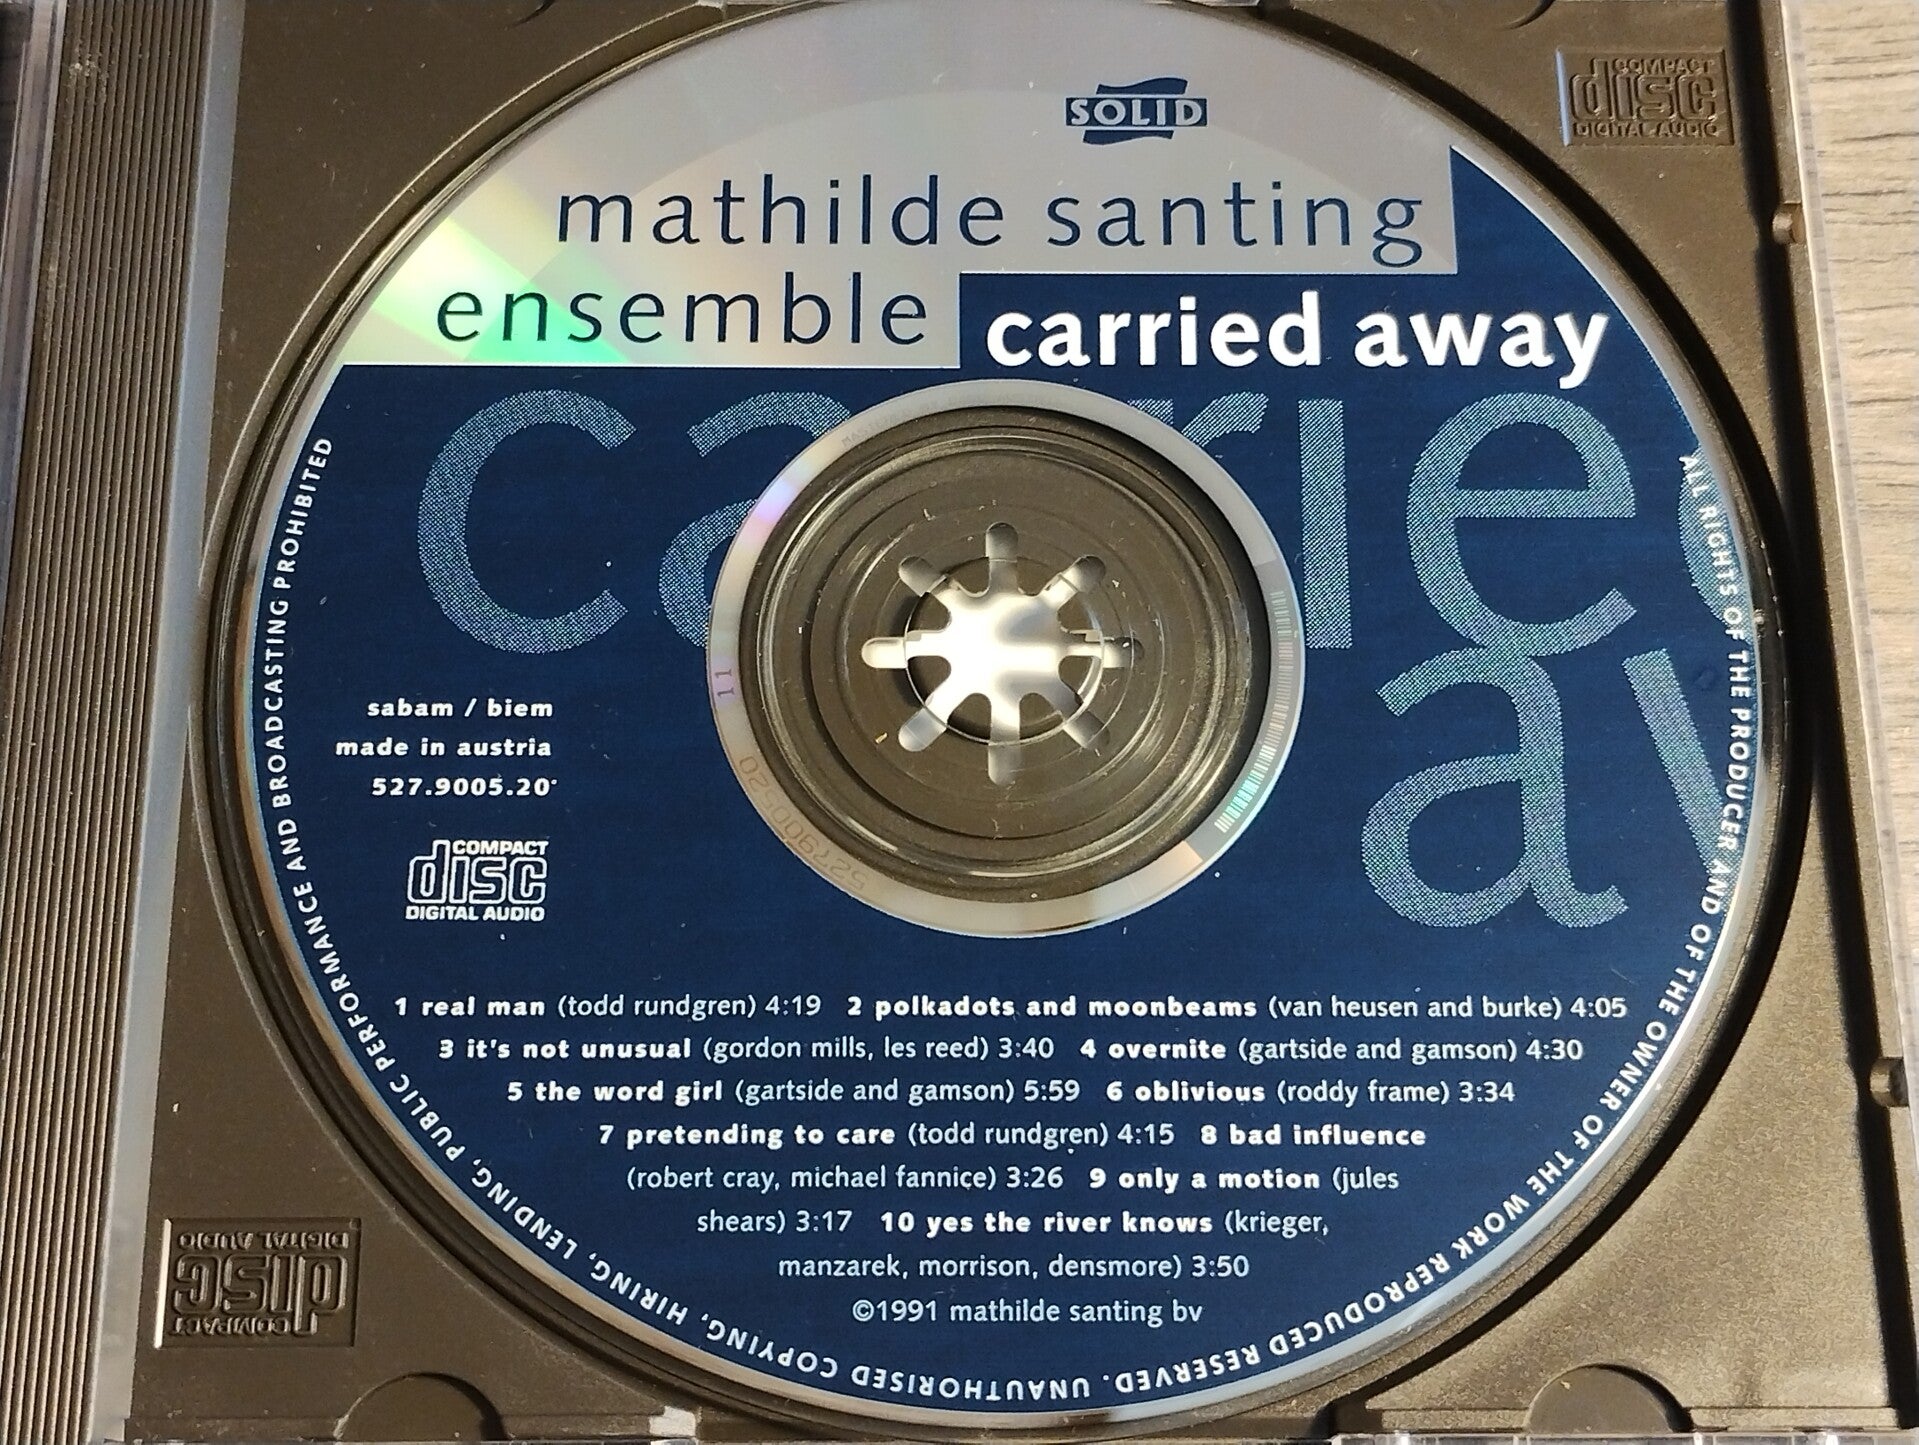 SOLID
COMPACT
disc
DIGITAL AUDIO
mathilde santing
ensemble
carried away
carrie
aw
sabam / biem
made in austria
527.9005.20
COMPACT
disc
DIGITAL AUDIO
527900520
11
1 real man (todd rundgren) 4:19 2 polkadots and moonbeams (van heusen and burke) 4:05
3 it's not unusual (gordon mills, les reed) 3:40 4 overnite (gartside and gamson) 4:30
5 the word girl (gartside and gamson) 5:59 6 oblivious (roddy frame) 3:34
7 pretending to care (todd rundgren) 4:15 8 bad influence
(robert cray, michael fannice) 3:26 9 only a motion (jules
shears) 3:17 10 yes the river knows (krieger,
manzarek, morrison, densmore) 3:50
©1991 mathilde santing bv
ALL RIGHTS OF THE PRODUCER AND OF THE OWNER OF THE WORK REPRODUCED RESERVED. UNAUTHORISED COPYING, HIRING, LENDING, PUBLIC PERFORMANCE AND BROADCASTING PROHIBITED
COMPACT
disc
DIGITAL AUDIO